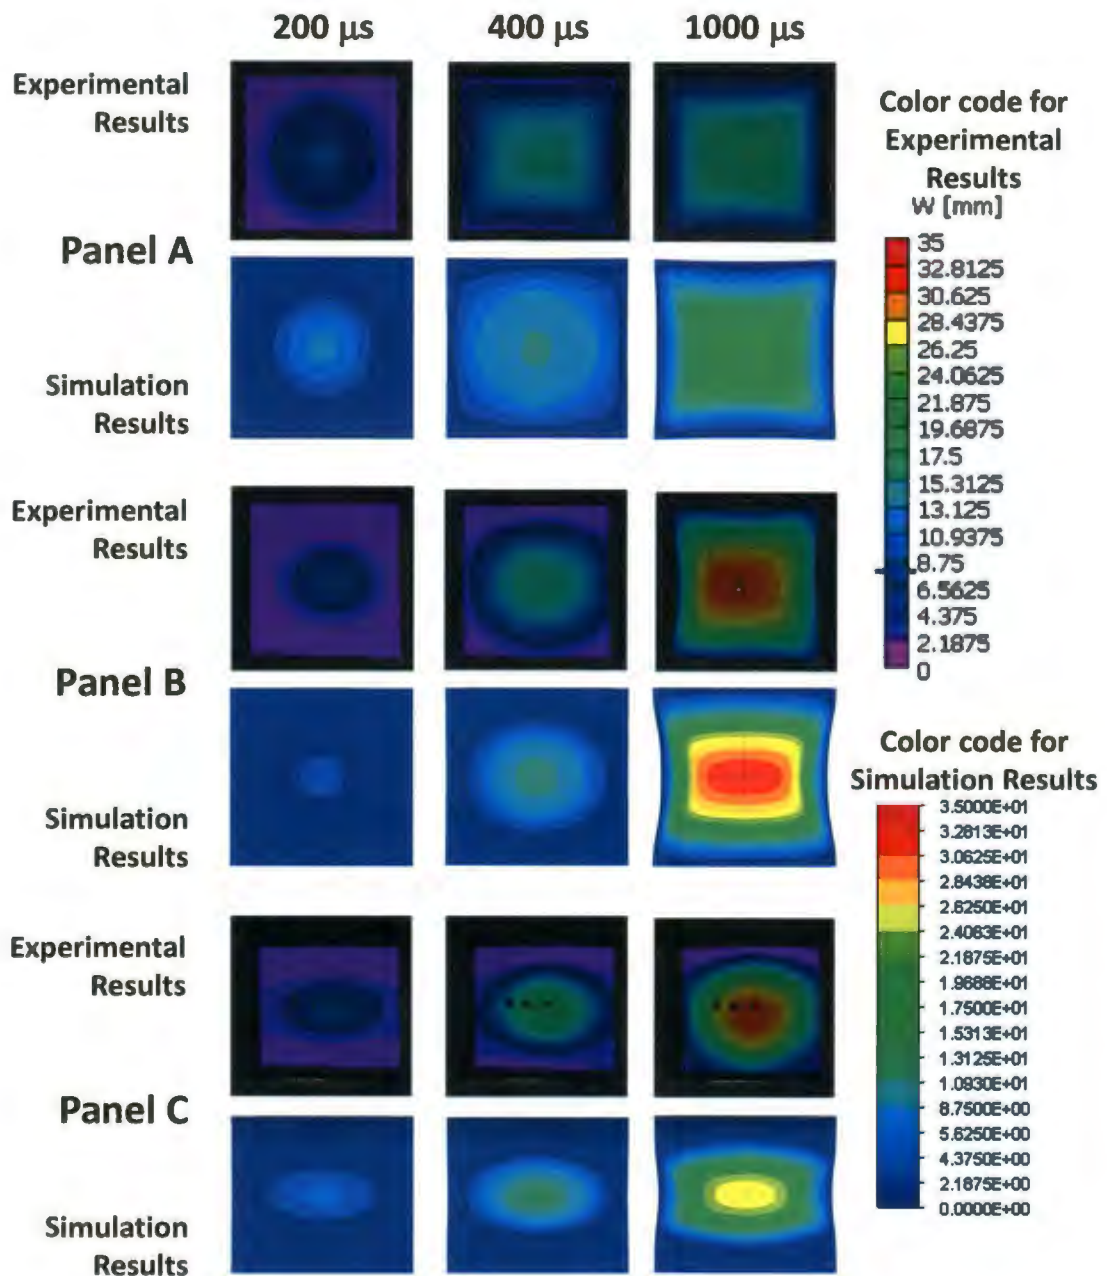 200 μs
400 μs
1000 μs
Experimental
Results
Panel A
Simulation
Results
Experimental
Results
Panel B
Simulation
Results
Experimental
Results
Panel C
Simulation
Results
Color code for
Experimental
Results
W [mm]
35
32.8125
30.625
28.4375
26.25
24.0625
21.875
19.6875
17.5
15.3125
13.125
10.9375
8.75
6.5625
4.375
2.1875
0
Color code for
Simulation Results
3.5000E+01
3.2813E+01
3.0625E+01
2.8438E+01
2.6250E+01
2.4063E+01
2.1875E+01
1.9688E+01
1.7500E+01
1.5313E+01
1.3125E+01
1.0930E+01
8.7500E+00
5.6250E+00
4.3750E+00
2.1875E+00
0.0000E+00